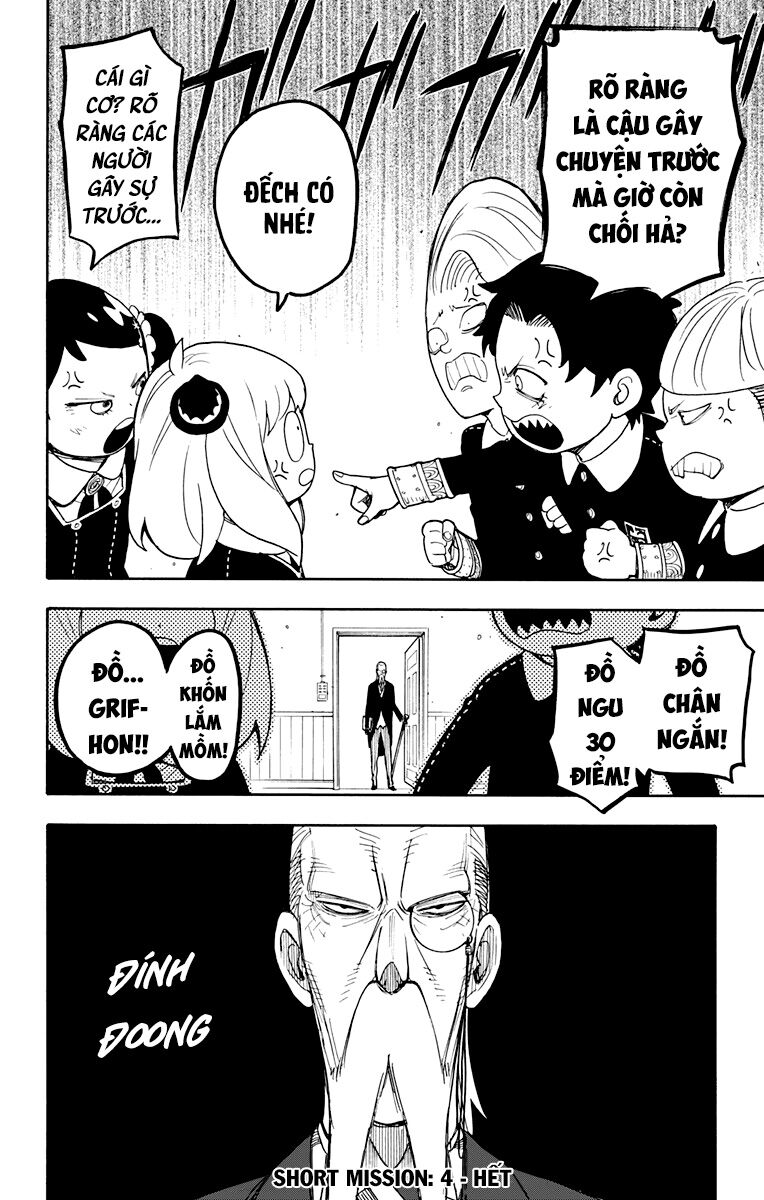 RÕ RÀNG
LÀ CẬU GÂY
CHUYỆN TRƯỚC
MÀ GIỜ CÒN
CHỐI HẢ?
ĐẾCH CÓ
NHÉ!
CÁI GÌ
CƠ? RÕ
RÀNG CÁC
NGƯỜI
GÂY SỰ
TRƯỚC...
ĐỒ
CHÂN
NGẮN!
ĐỒ
NGU
30
ĐIỂM!
ĐỒ
KHỐN
LẮM
MỒM!
ĐỒ...
GRIF-
HON!!
ĐÍNH
ĐOONG
SHORT MISSION: 4 - HẾT